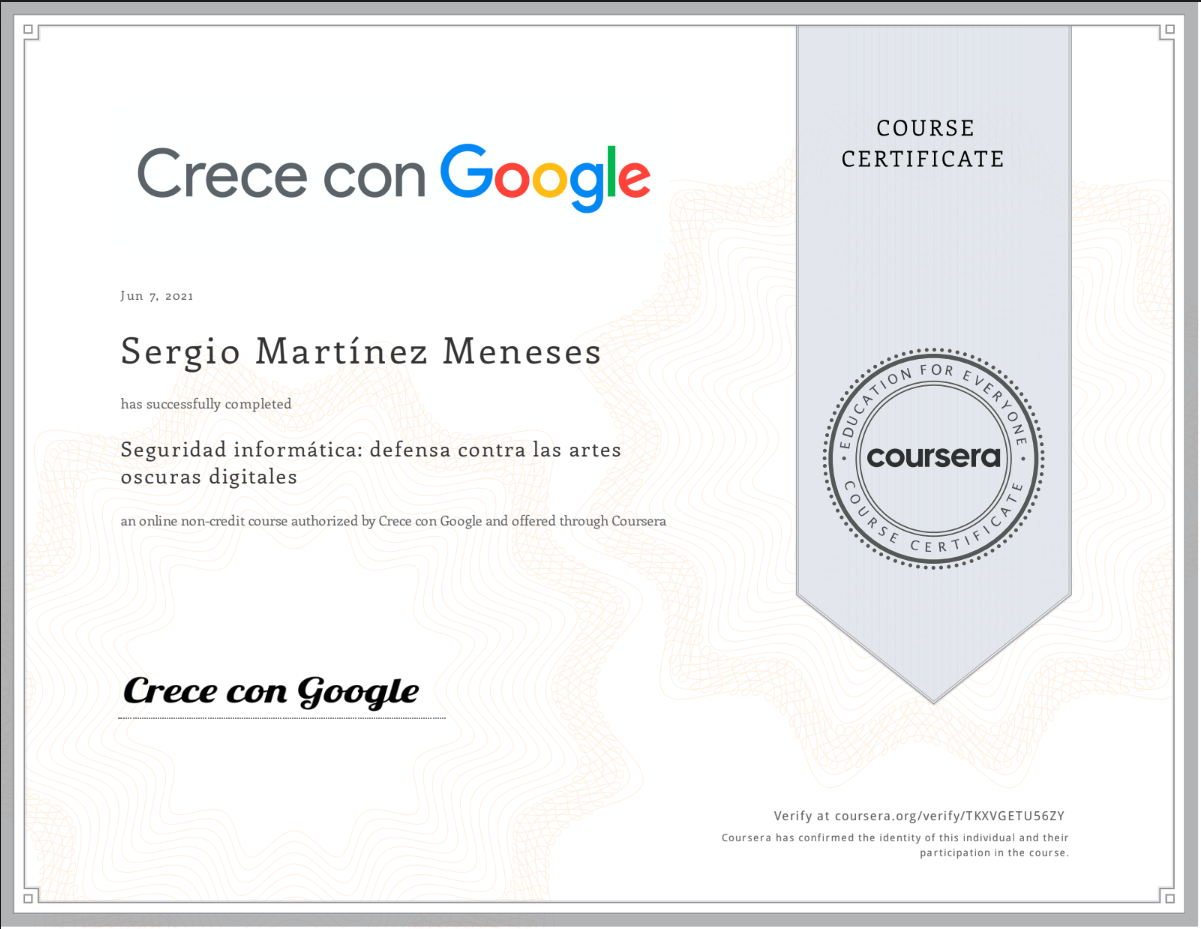 COURSE
CERTIFICATE
Crece con Google
Jun 7, 2021
Sergio Martínez Meneses
has successfully completed
Seguridad informática: defensa contra las artes
oscuras digitales
an online non-credit course authorized by Crece con Google and offered through Coursera
EDUCATION FOR EVERYONE
coursera
COURSE CERTIFICATE
Crece con Google
Verify at coursera.org/verify/TKXVGETU56ZY
Coursera has confirmed the identity of this individual and their
participation in the course.